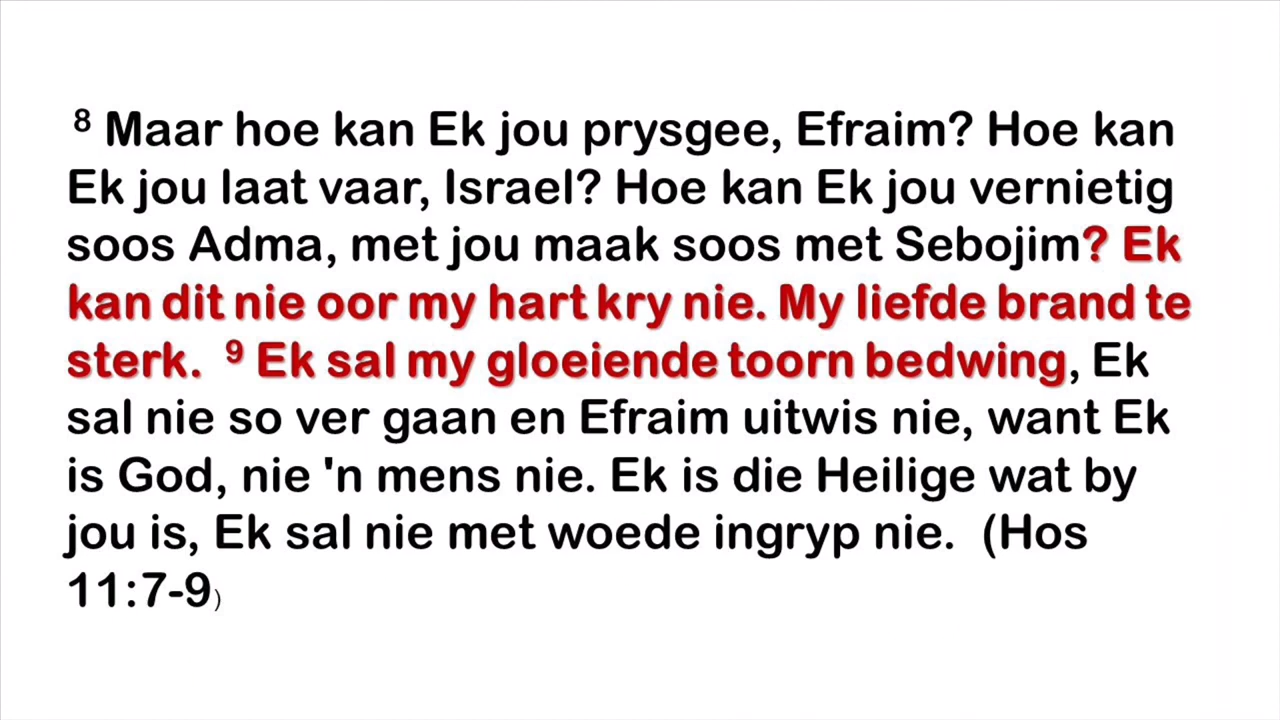 ⁸ Maar hoe kan Ek jou prysgee, Efraim? Hoe kan
Ek jou laat vaar, Israel? Hoe kan Ek jou vernietig
soos Adma, met jou maak soos met Sebojim? Ek
kan dit nie oor my hart kry nie. My liefde brand te
sterk. ⁹ Ek sal my gloeiende toorn bedwing, Ek
sal nie so ver gaan en Efraim uitwis nie, want Ek
is God, nie 'n mens nie. Ek is die Heilige wat by
jou is, Ek sal nie met woede ingryp nie. (Hos
11:7-9)